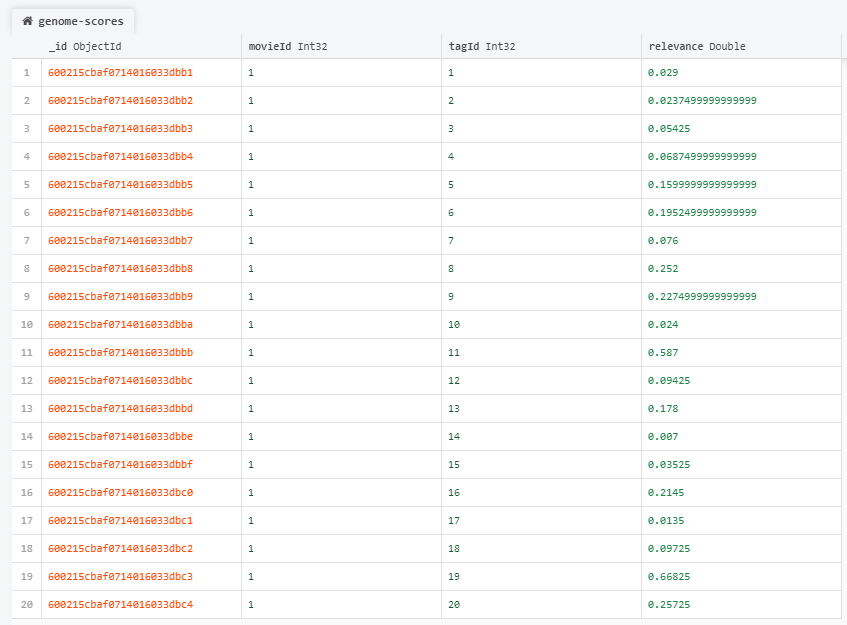 genome-scores
_id ObjectId movieId Int32 tagId Int32 relevance Double
1 600215cbaf0714016033dbb1 1 1 0.029
2 600215cbaf0714016033dbb2 1 2 0.0237499999999999
3 600215cbaf0714016033dbb3 1 3 0.05425
4 600215cbaf0714016033dbb4 1 4 0.0687499999999999
5 600215cbaf0714016033dbb5 1 5 0.1599999999999999
6 600215cbaf0714016033dbb6 1 6 0.1952499999999999
7 600215cbaf0714016033dbb7 1 7 0.076
8 600215cbaf0714016033dbb8 1 8 0.252
9 600215cbaf0714016033dbb9 1 9 0.2274999999999999
10 600215cbaf0714016033dbba 1 10 0.024
11 600215cbaf0714016033dbbb 1 11 0.587
12 600215cbaf0714016033dbbc 1 12 0.09425
13 600215cbaf0714016033dbbd 1 13 0.178
14 600215cbaf0714016033dbbe 1 14 0.007
15 600215cbaf0714016033dbbf 1 15 0.03525
16 600215cbaf0714016033dbc0 1 16 0.2145
17 600215cbaf0714016033dbc1 1 17 0.0135
18 600215cbaf0714016033dbc2 1 18 0.09725
19 600215cbaf0714016033dbc3 1 19 0.66825
20 600215cbaf0714016033dbc4 1 20 0.25725